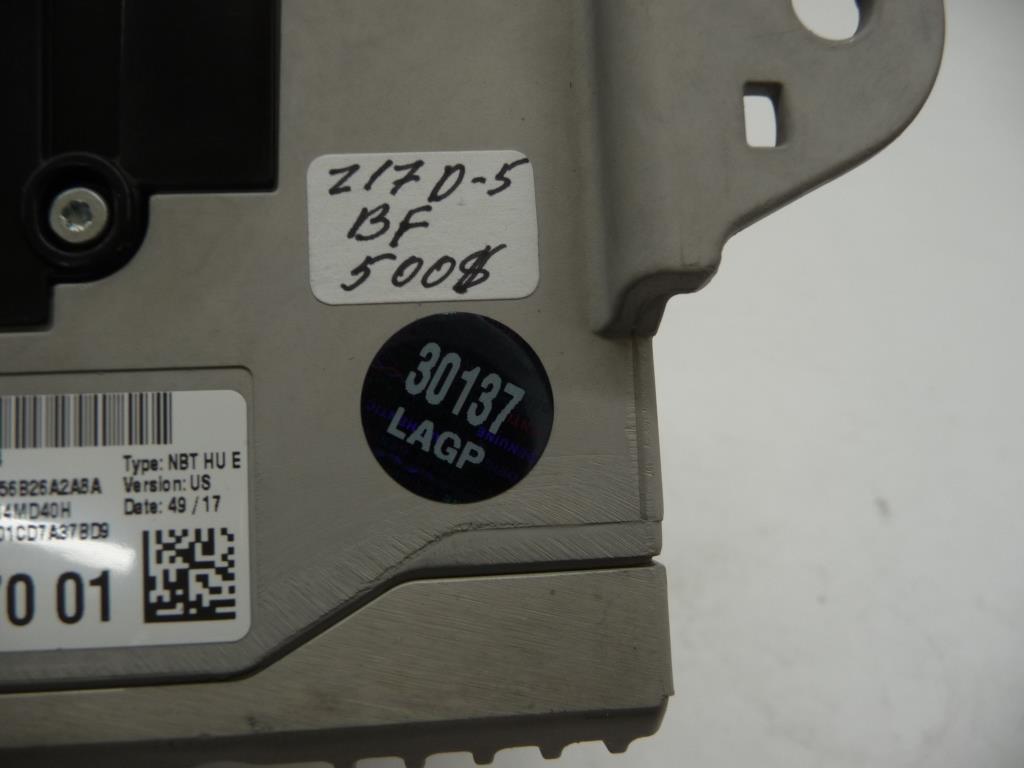 Z17D-5
BF
500$
30137
LAGP
Type: NBT HU E
Version: US
Date: 49 / 17
56B26A2A8A
4MD40H
01CD7A37BD9
70 01